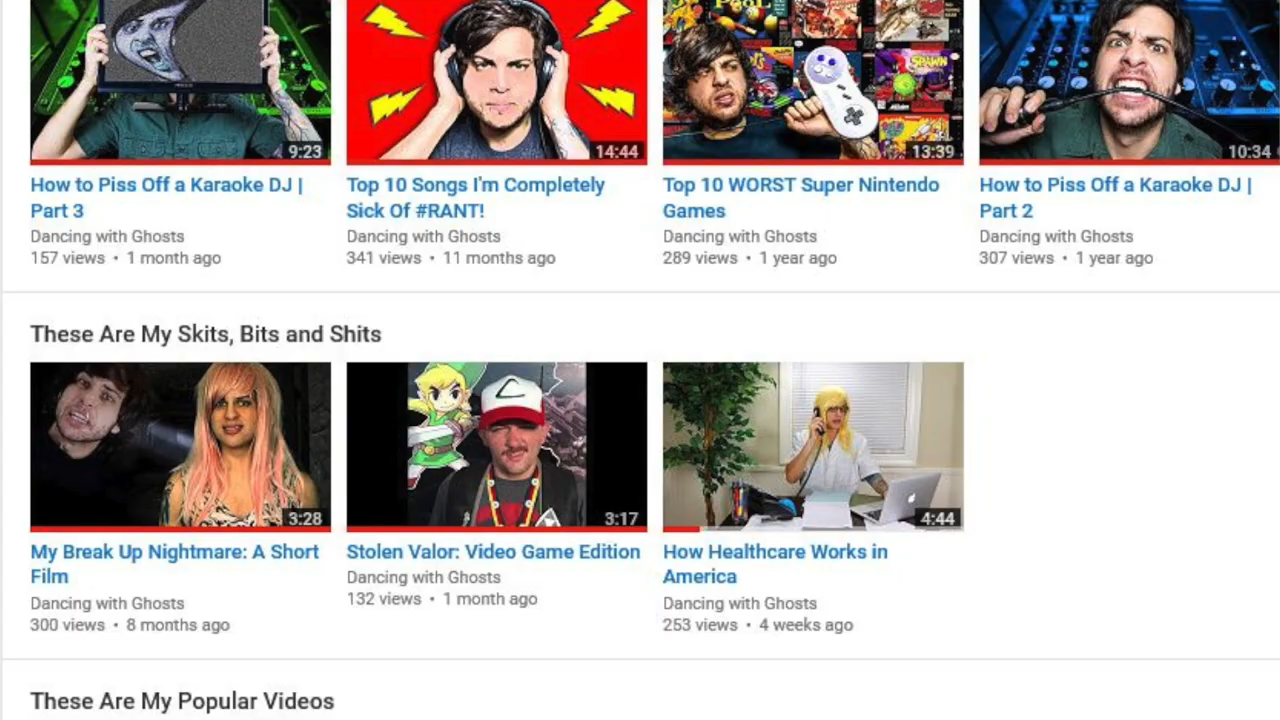 9:23
14:44
13:39
10:34
How to Piss Off a Karaoke DJ |
Part 3
Dancing with Ghosts
157 views • 1 month ago
Top 10 Songs I'm Completely
Sick Of #RANT!
Dancing with Ghosts
341 views • 11 months ago
Top 10 WORST Super Nintendo
Games
Dancing with Ghosts
289 views • 1 year ago
How to Piss Off a Karaoke DJ |
Part 2
Dancing with Ghosts
307 views • 1 year ago
These Are My Skits, Bits and Shits
3:28
3:17
4:44
My Break Up Nightmare: A Short
Film
Dancing with Ghosts
300 views • 8 months ago
Stolen Valor: Video Game Edition
Dancing with Ghosts
132 views • 1 month ago
How Healthcare Works in
America
Dancing with Ghosts
253 views • 4 weeks ago
These Are My Popular Videos